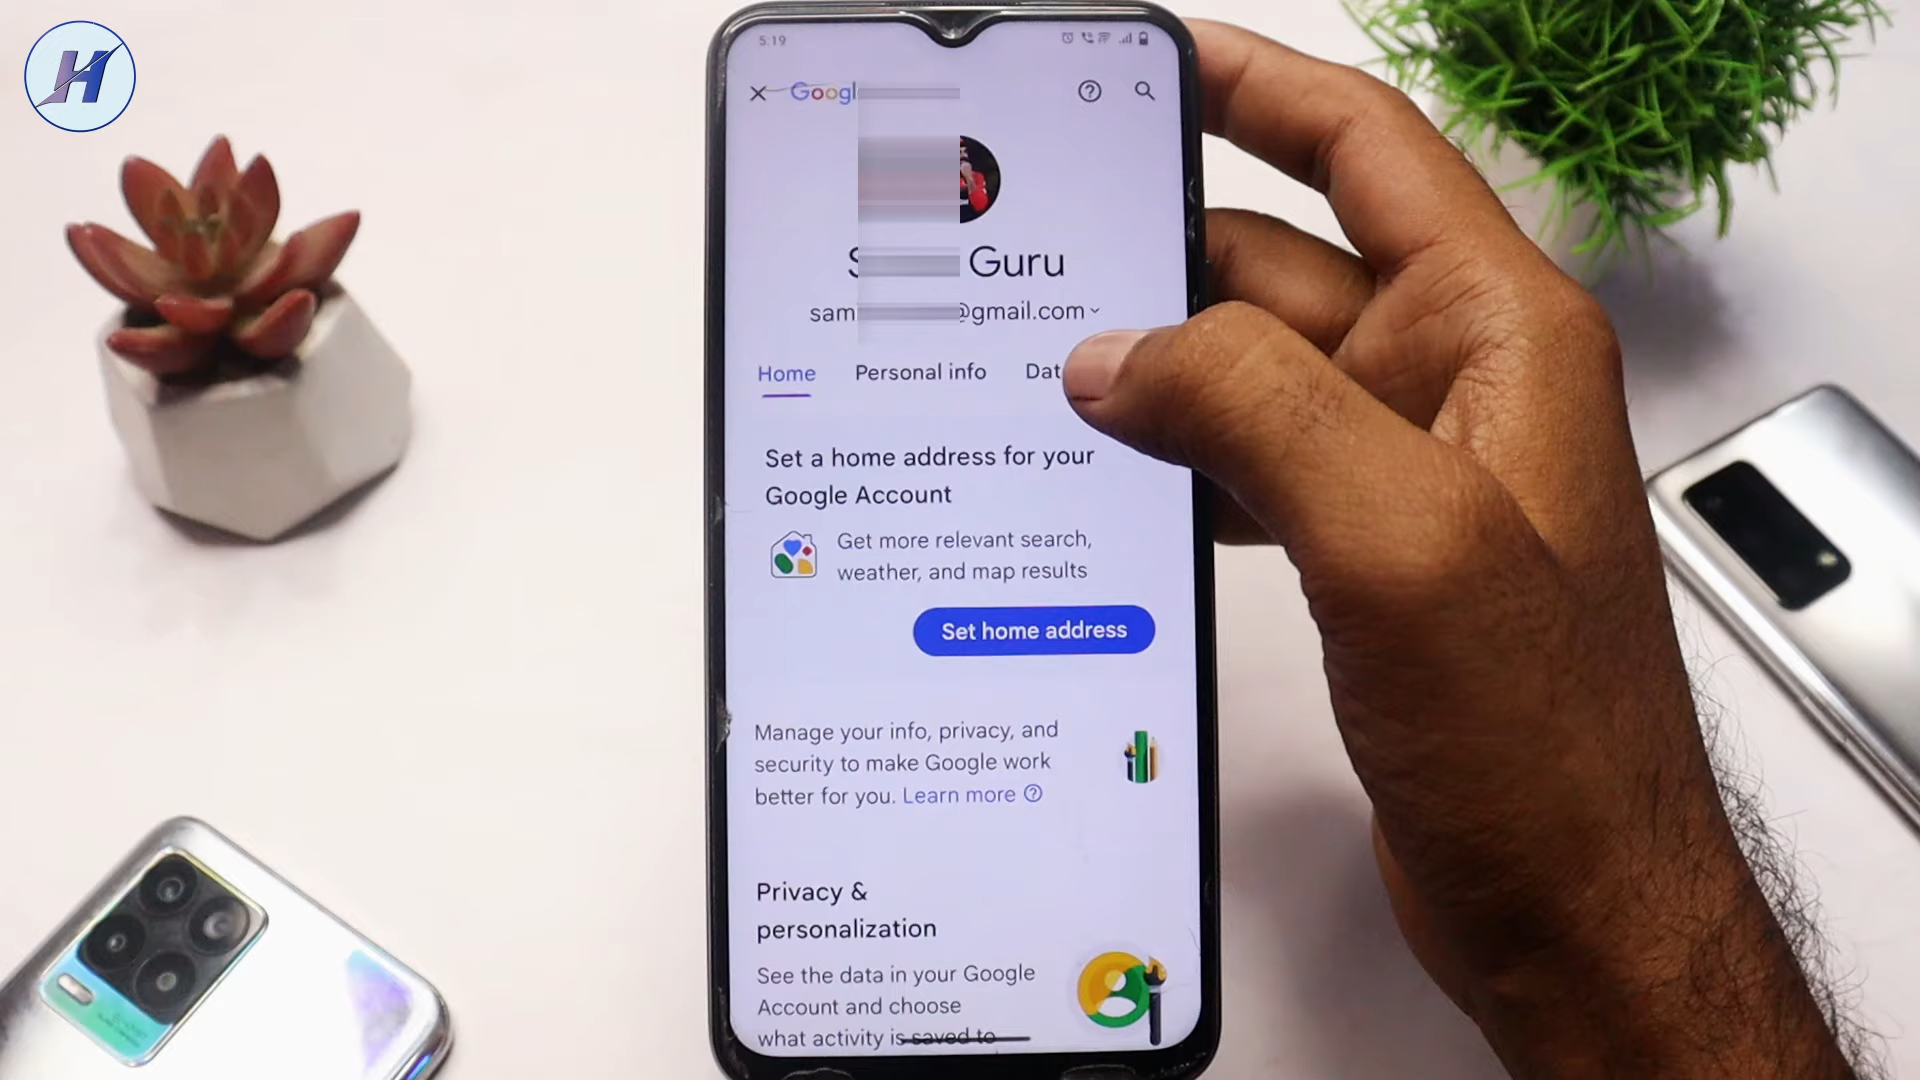 H
5:19
Googl
Guru
@gmail.com
Home Personal info
Set a home address for your
Google Account
Get more relevant search,
weather, and map results
Set home address
Manage your info, privacy, and
security to make Google work
better for you. Learn more
Privacy &
personalization
See the data in your Google
Account and choose
what activity is saved to